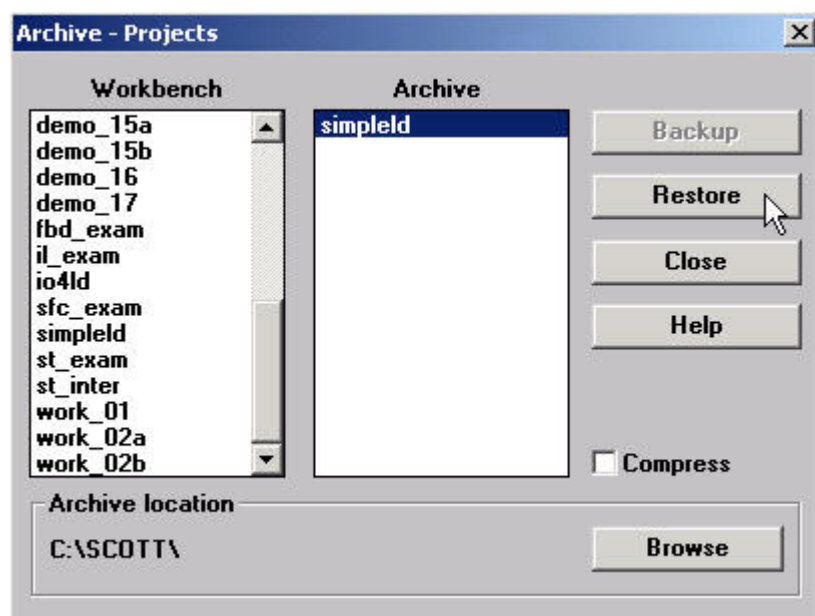 Archive - Projects
Workbench
Archive
demo_15a
demo_15b
demo_16
demo_17
fbd_exam
il_exam
io4ld
sfc_exam
simpleld
st_exam
st_inter
work_01
work_02a
work_02b
simpleld
Backup
Restore
Close
Help
Compress
Archive location
C:\SCOTT\
Browse